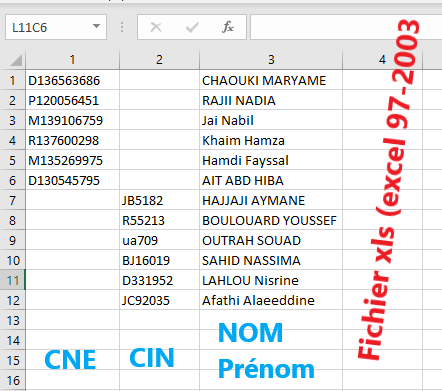 L11C6
fx
1 2 3 4
1 D136563686 CHAOUKI MARYAME
2 P120056451 RAJII NADIA
3 M139106759 Jai Nabil
4 R137600298 Khaim Hamza
5 M135269975 Hamdi Fayssal
6 D130545795 AIT ABD HIBA
7 JB5182 HAJJAJI AYMANE
8 R55213 BOULOUARD YOUSSEF
9 ua709 OUTRAH SOUAD
10 BJ16019 SAHID NASSIMA
11 D331952 LAHLOU Nisrine
12 JC92035 Afathi Alaeeddine
13
14
15
16
CNE
CIN
NOM
Prénom
Fichier xls (excel 97-2003